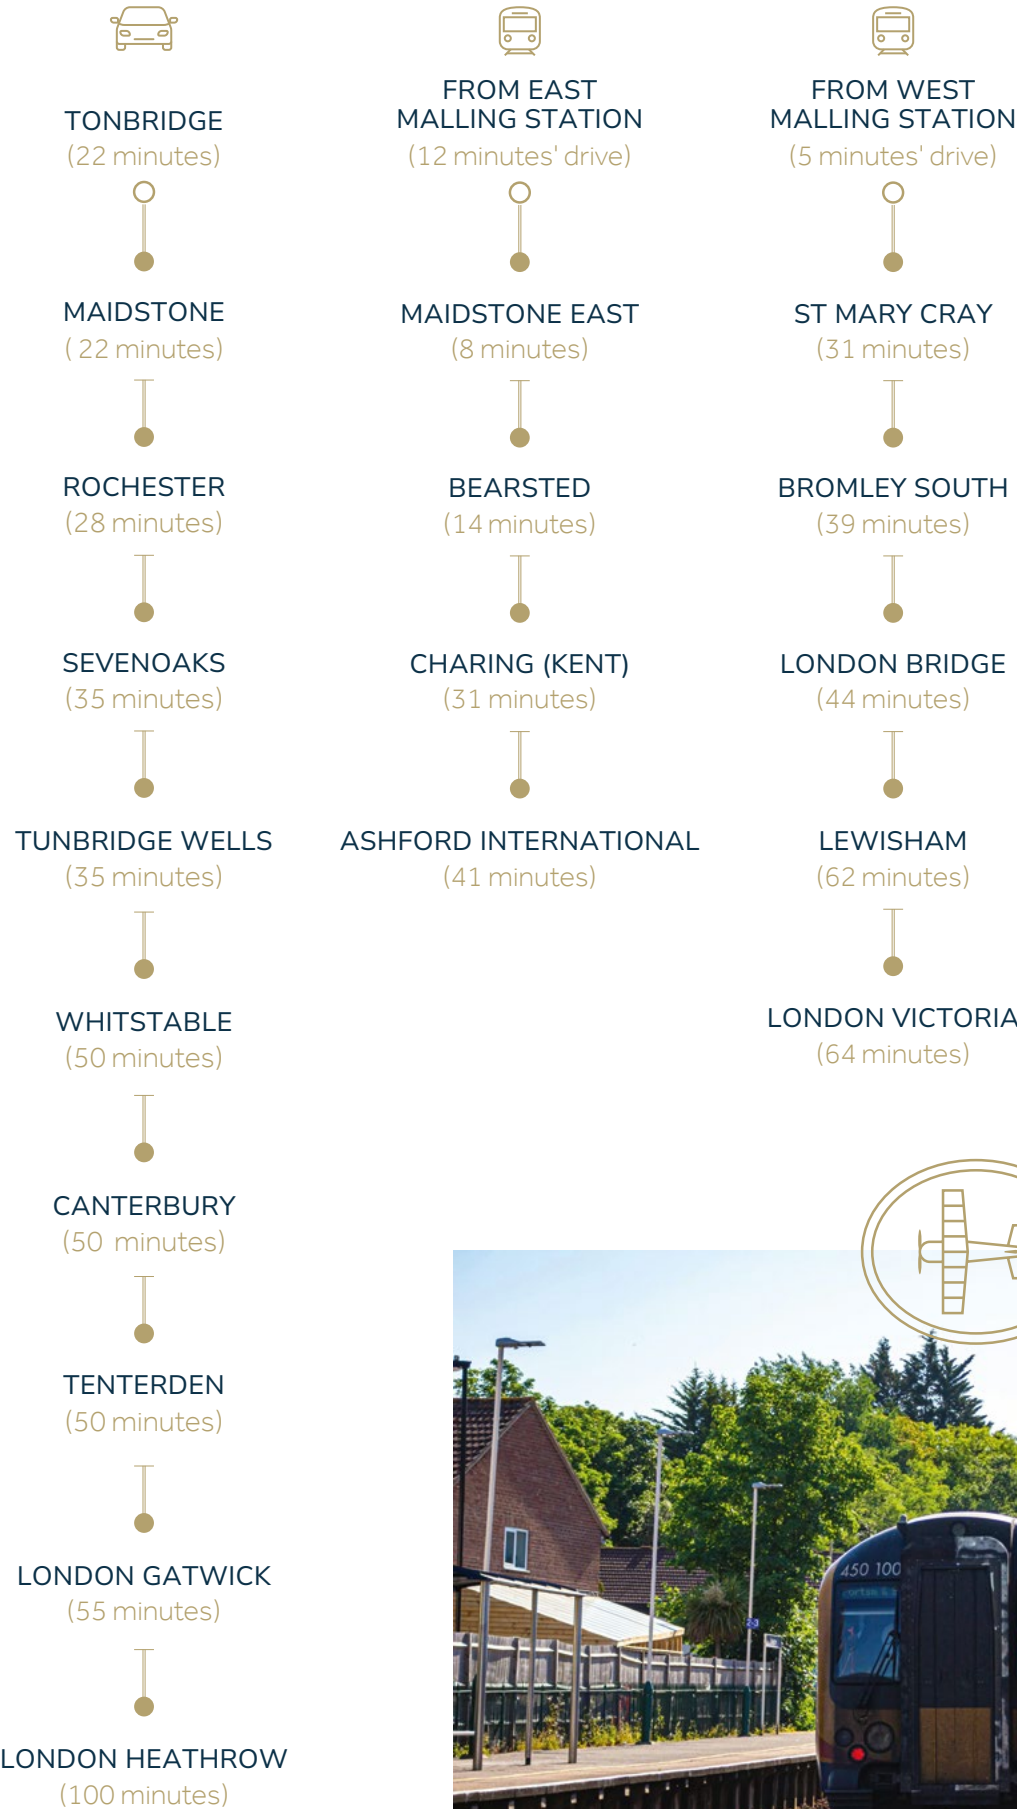 TONBRIDGE
(22 minutes)
MAIDSTONE
( 22 minutes)
ROCHESTER
(28 minutes)
SEVENOAKS
(35 minutes)
TUNBRIDGE WELLS
(35 minutes)
WHITSTABLE
(50 minutes)
CANTERBURY
(50 minutes)
TENTERDEN
(50 minutes)
LONDON GATWICK
(55 minutes)
LONDON HEATHROW
(100 minutes)
FROM EAST
MALLING STATION
(12 minutes' drive)
MAIDSTONE EAST
(8 minutes)
BEARSTED
(14 minutes)
CHARING (KENT)
(31 minutes)
ASHFORD INTERNATIONAL
(41 minutes)
FROM WEST
MALLING STATION
(5 minutes' drive)
ST MARY CRAY
(31 minutes)
BROMLEY SOUTH
(39 minutes)
LONDON BRIDGE
(44 minutes)
LEWISHAM
(62 minutes)
LONDON VICTORIA
(64 minutes)
450 100